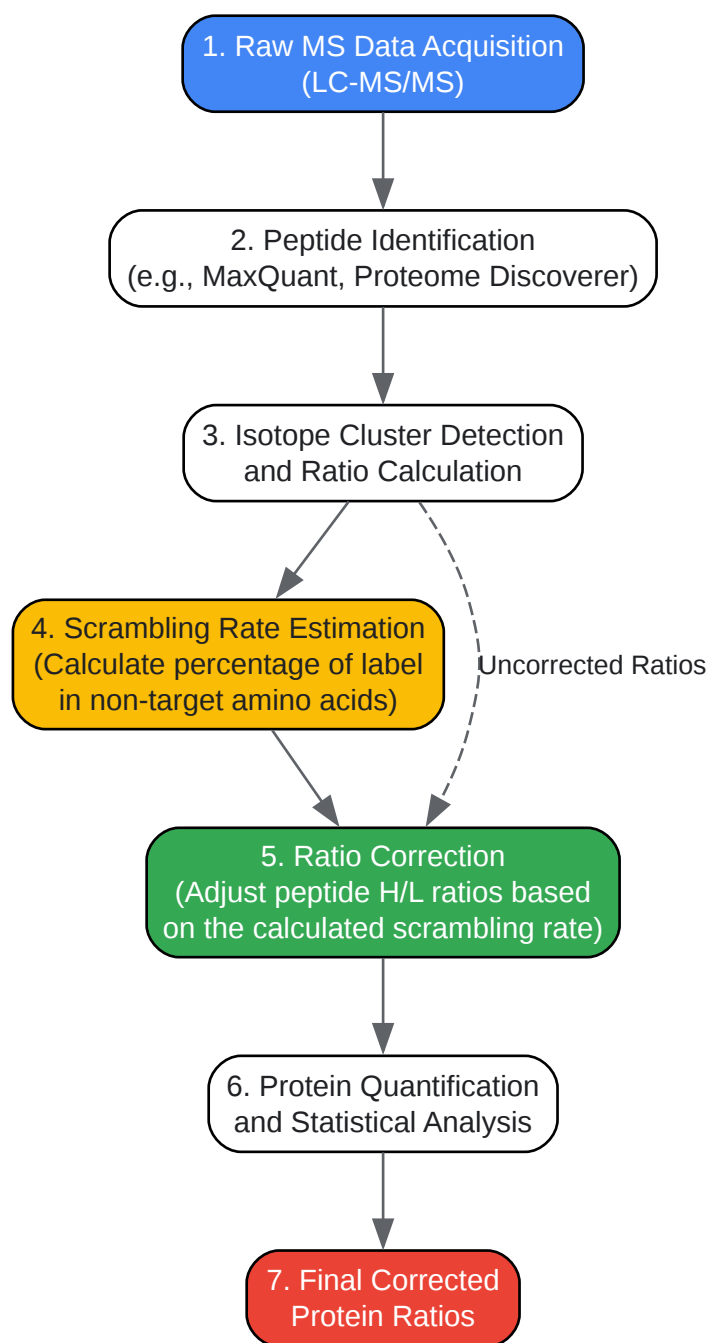 1. Raw MS Data Acquisition
(LC-MS/MS)
2. Peptide Identification
(e.g., MaxQuant, Proteome Discoverer)
3. Isotope Cluster Detection
and Ratio Calculation
4. Scrambling Rate Estimation
(Calculate percentage of label
in non-target amino acids)
Uncorrected Ratios
5. Ratio Correction
(Adjust peptide H/L ratios based
on the calculated scrambling rate)
6. Protein Quantification
and Statistical Analysis
7. Final Corrected
Protein Ratios